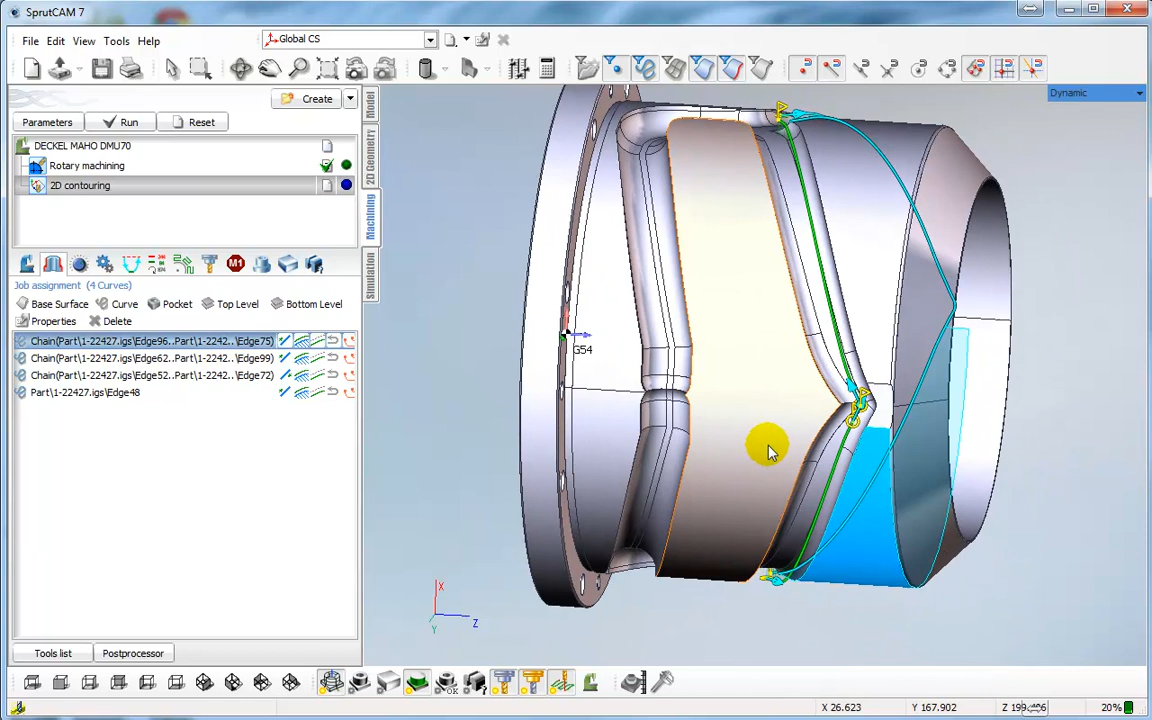 SprutCAM 7
File Edit View Tools Help
Global CS
Create
Parameters Run Reset
DECKEL MAHO DMU70
Rotary machining
2D contouring
Model
2D Geometry
Machining
Simulation
M1
Job assignment (4 Curves)
Base Surface Curve Pocket Top Level Bottom Level
Properties Delete
Chain(Part\1-22427.igs\Edge96..Part\1-2242..\Edge75)
Chain(Part\1-22427.igs\Edge62..Part\1-2242..\Edge99)
Chain(Part\1-22427.igs\Edge52..Part\1-2242..\Edge72)
Part\1-22427.igs\Edge48
Dynamic
G54
X
Z
Y
Tools list Postprocessor
OK
X 26.623 Y 167.902 20%